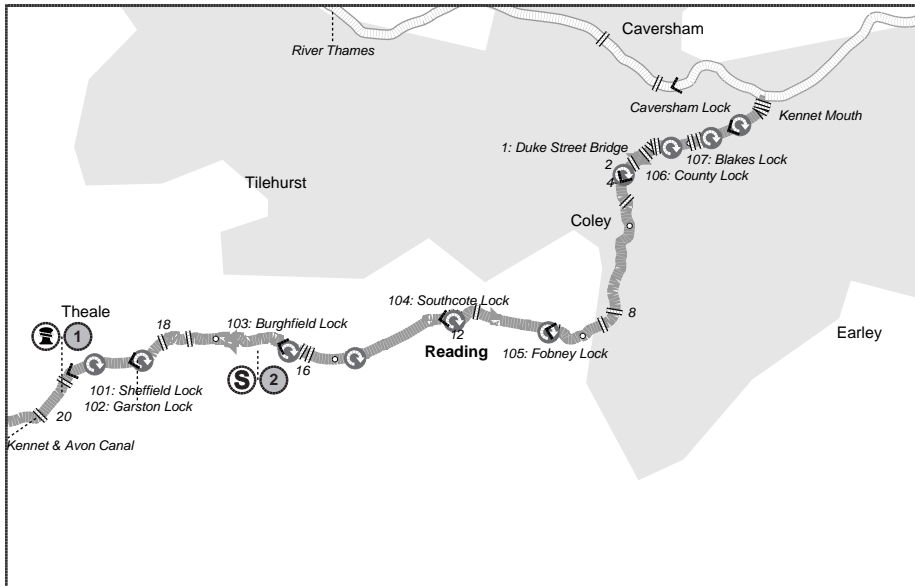 Caversham
River Thames
Caversham Lock
Kennet Mouth
1: Duke Street Bridge
107: Blakes Lock
2
106: County Lock
4
Tilehurst
Coley
104: Southcote Lock
Theale
18
8
103: Burghfield Lock
12
Earley
1
Reading
105: Fobney Lock
16
101: Sheffield Lock
S
2
102: Garston Lock
20
Kennet & Avon Canal